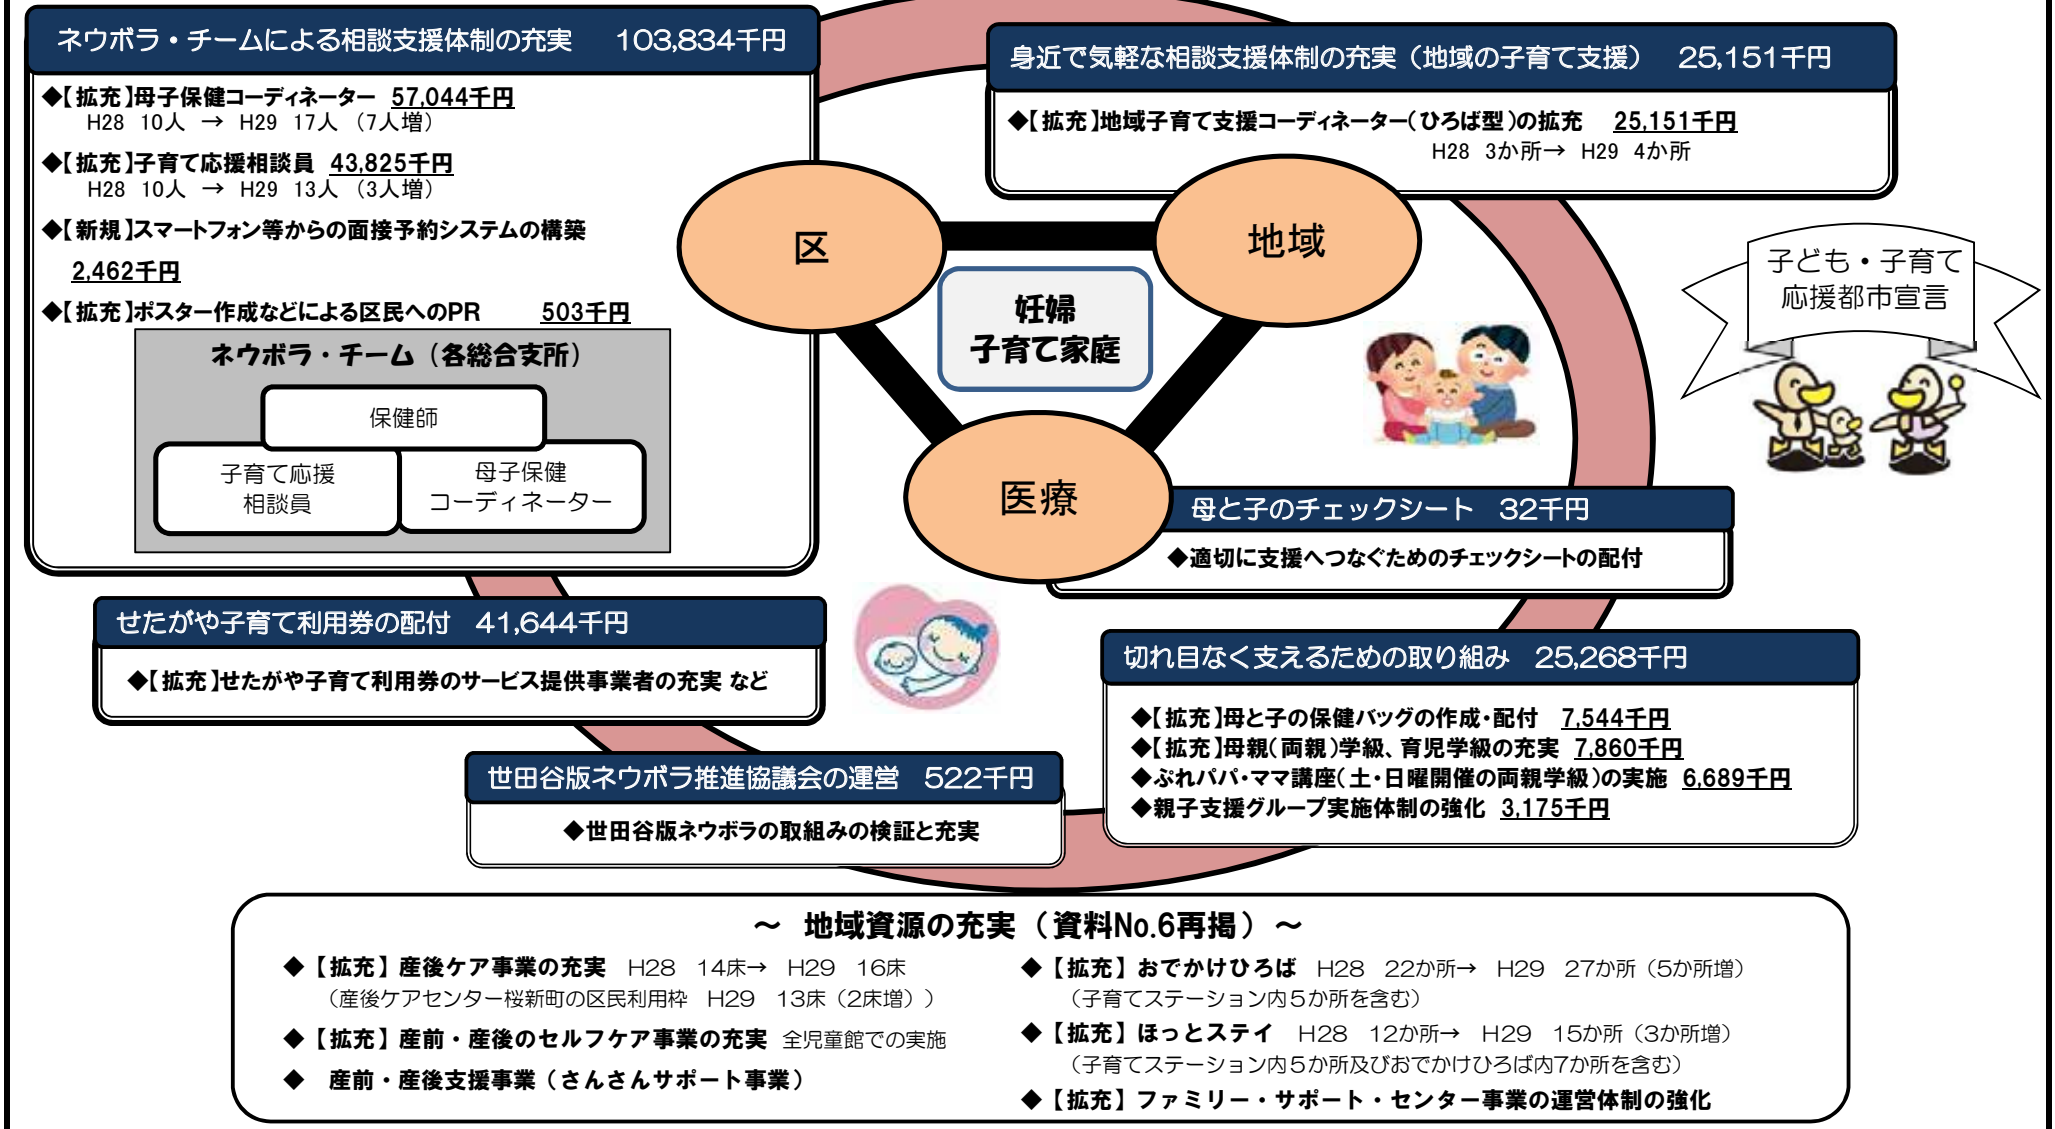 ネウボラ・チームによる相談支援体制の充実　103,834千円
◆【拡充】母子保健コーディネーター　57,044千円
H28 10人 → H29 17人 （7人増）
◆【拡充】子育て応援相談員　43,825千円
H28 10人 → H29 13人 （3人増）
◆【新規】スマートフォン等からの面接予約システムの構築
2,462千円
◆【拡充】ポスター作成などによる区民へのPR　503千円
ネウボラ・チーム（各総合支所）
保健師
子育て応援
相談員
母子保健
コーディネーター
身近で気軽な相談支援体制の充実（地域の子育て支援）　25,151千円
◆【拡充】地域子育て支援コーディネーター（ひろば型）の拡充　25,151千円
H28 3か所→ H29 4か所
区
地域
妊婦
子育て家庭
医療
子ども・子育て
応援都市宣言
母と子のチェックシート　32千円
◆適切に支援へつなぐためのチェックシートの配付
せたがや子育て利用券の配付　41,644千円
◆【拡充】せたがや子育て利用券のサービス提供事業者の充実 など
切れ目なく支えるための取り組み　25,268千円
◆【拡充】母と子の保健バッグの作成・配付　7,544千円
◆【拡充】母親（両親）学級、育児学級の充実　7,860千円
◆ぷれパパ・ママ講座（土・日曜開催の両親学級）の実施　6,689千円
◆親子支援グループ実施体制の強化　3,175千円
世田谷版ネウボラ推進協議会の運営　522千円
◆世田谷版ネウボラの取組みの検証と充実
～ 地域資源の充実（資料No.6再掲）～
◆【拡充】産後ケア事業の充実　H28　14床→　H29　16床
（産後ケアセンター桜新町の区民利用枠　H29　13床（2床増））
◆【拡充】産前・産後のセルフケア事業の充実　全児童館での実施
◆　産前・産後支援事業（さんさんサポート事業）
◆【拡充】おでかけひろば　H28　22か所→　H29　27か所（5か所増）
（子育てステーション内５か所を含む）
◆【拡充】ほっとステイ　H28　12か所→　H29　15か所（3か所増）
（子育てステーション内５か所及びおでかけひろば内7か所を含む）
◆【拡充】ファミリー・サポート・センター事業の運営体制の強化